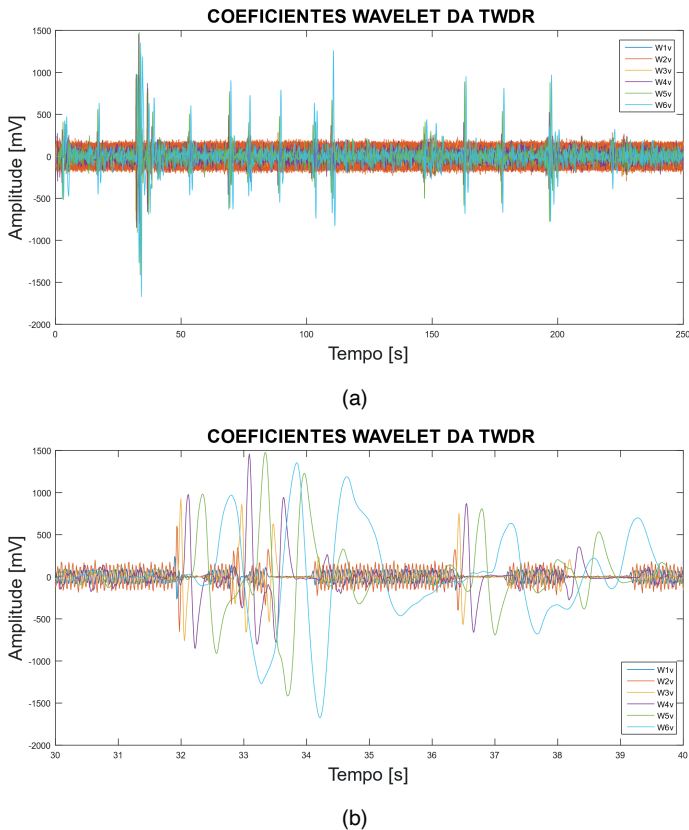 COEFICIENTES WAVELET DA TWDR
1500
1000
500
0
-500
-1000
-1500
-2000
Amplitude [mV]
W1v
W2v
W3v
W4v
W5v
W6v
0 50 100 150 200 250
Tempo [s]
(a)
COEFICIENTES WAVELET DA TWDR
1500
1000
500
0
-500
-1000
-1500
-2000
Amplitude [mV]
W1v
W2v
W3v
W4v
W5v
W6v
30 31 32 33 34 35 36 37 38 39 40
Tempo [s]
(b)